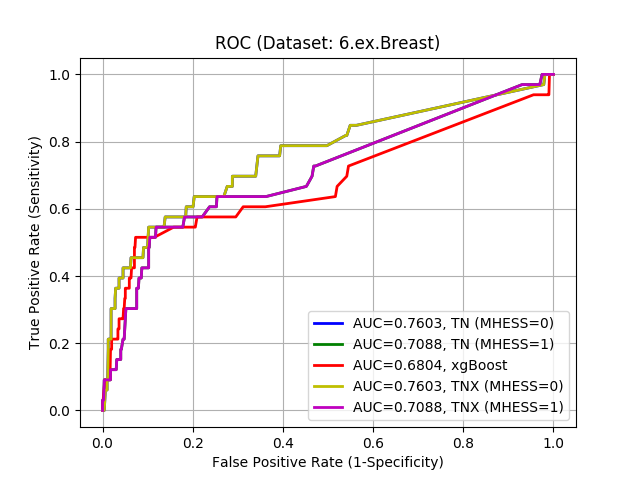 ROC (Dataset: 6.ex.Breast)
True Positive Rate (Sensitivity)
1.0
0.8
0.6
0.4
0.2
0.0
AUC=0.7603, TN (MHESS=0)
AUC=0.7088, TN (MHESS=1)
AUC=0.6804, xgBoost
AUC=0.7603, TNX (MHESS=0)
AUC=0.7088, TNX (MHESS=1)
0.0 0.2 0.4 0.6 0.8 1.0
False Positive Rate (1-Specificity)